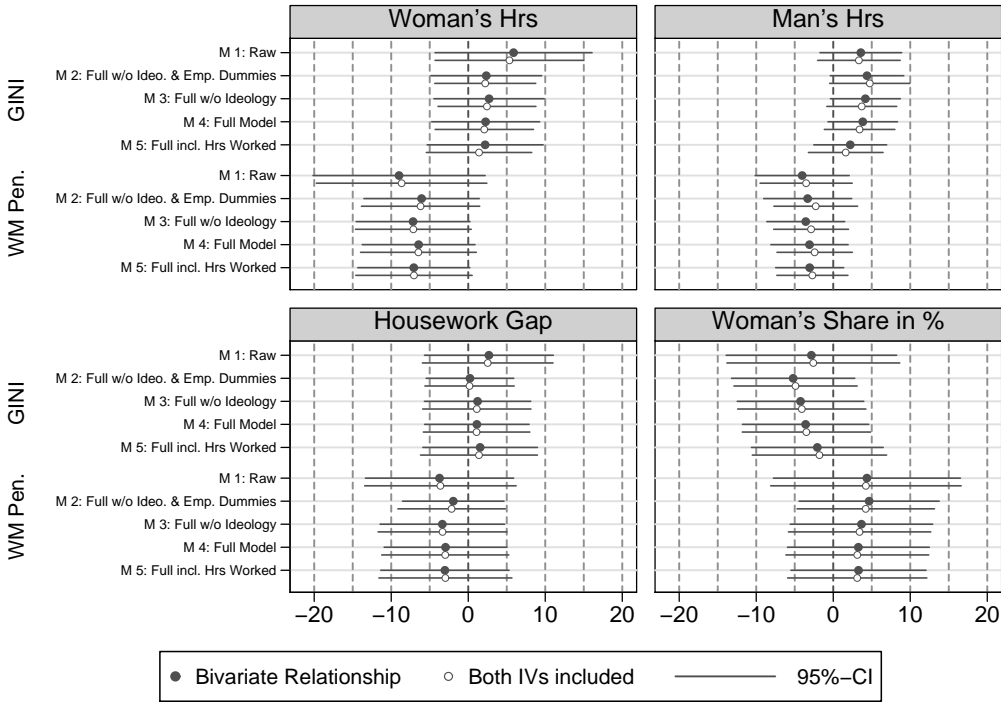 Woman's Hrs Man's Hrs
GINI
M 1: Raw
M 2: Full w/o Ideo. & Emp. Dummies
M 3: Full w/o Ideology
M 4: Full Model
M 5: Full incl. Hrs Worked
WM Pen.
M 1: Raw
M 2: Full w/o Ideo. & Emp. Dummies
M 3: Full w/o Ideology
M 4: Full Model
M 5: Full incl. Hrs Worked
Housework Gap Woman's Share in %
GINI
M 1: Raw
M 2: Full w/o Ideo. & Emp. Dummies
M 3: Full w/o Ideology
M 4: Full Model
M 5: Full incl. Hrs Worked
WM Pen.
M 1: Raw
M 2: Full w/o Ideo. & Emp. Dummies
M 3: Full w/o Ideology
M 4: Full Model
M 5: Full incl. Hrs Worked
−20 −10 0 10 20 −20 −10 0 10 20
Bivariate Relationship Both IVs included 95%−CI